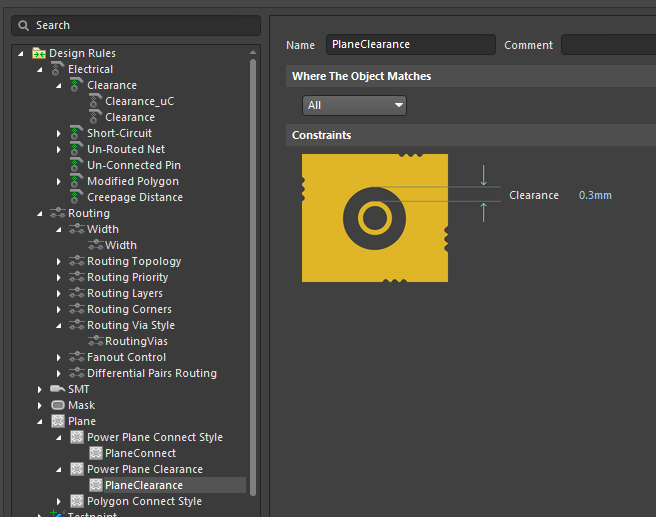 Search
Design Rules
Electrical
Clearance
Clearance_uC
Clearance
Short-Circuit
Un-Routed Net
Un-Connected Pin
Modified Polygon
Creepage Distance
Routing
Width
Width
Routing Topology
Routing Priority
Routing Layers
Routing Corners
Routing Via Style
RoutingVias
Fanout Control
Differential Pairs Routing
SMT
Mask
Plane
Power Plane Connect Style
PlaneConnect
Power Plane Clearance
PlaneClearance
Polygon Connect Style
Testpoint
Name PlaneClearance Comment
Where The Object Matches
All
Constraints
Clearance 0.3mm